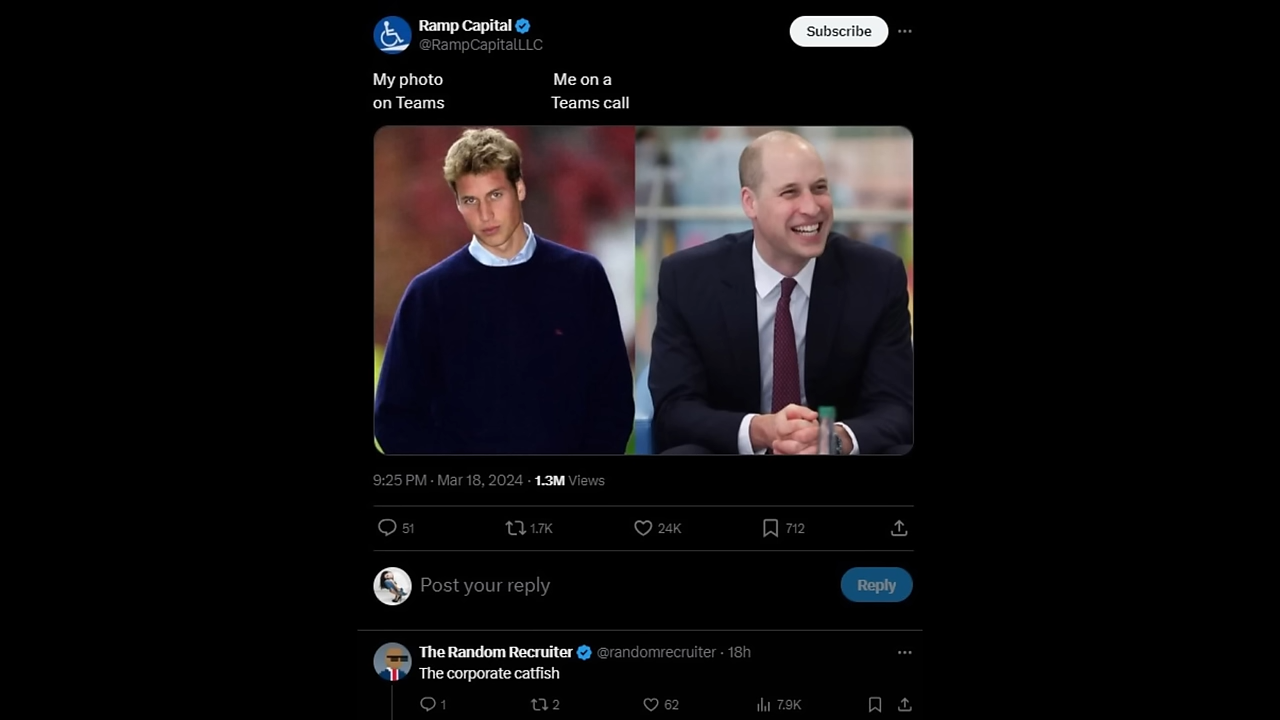 Ramp Capital
@RampCapitalLLC
Subscribe
My photo
on Teams
Me on a
Teams call
9:25 PM · Mar 18, 2024 · 1.3M Views
51 1.7K 24K 712
Post your reply
Reply
The Random Recruiter @randomrecruiter · 18h
The corporate catfish
1 2 62 7.9K